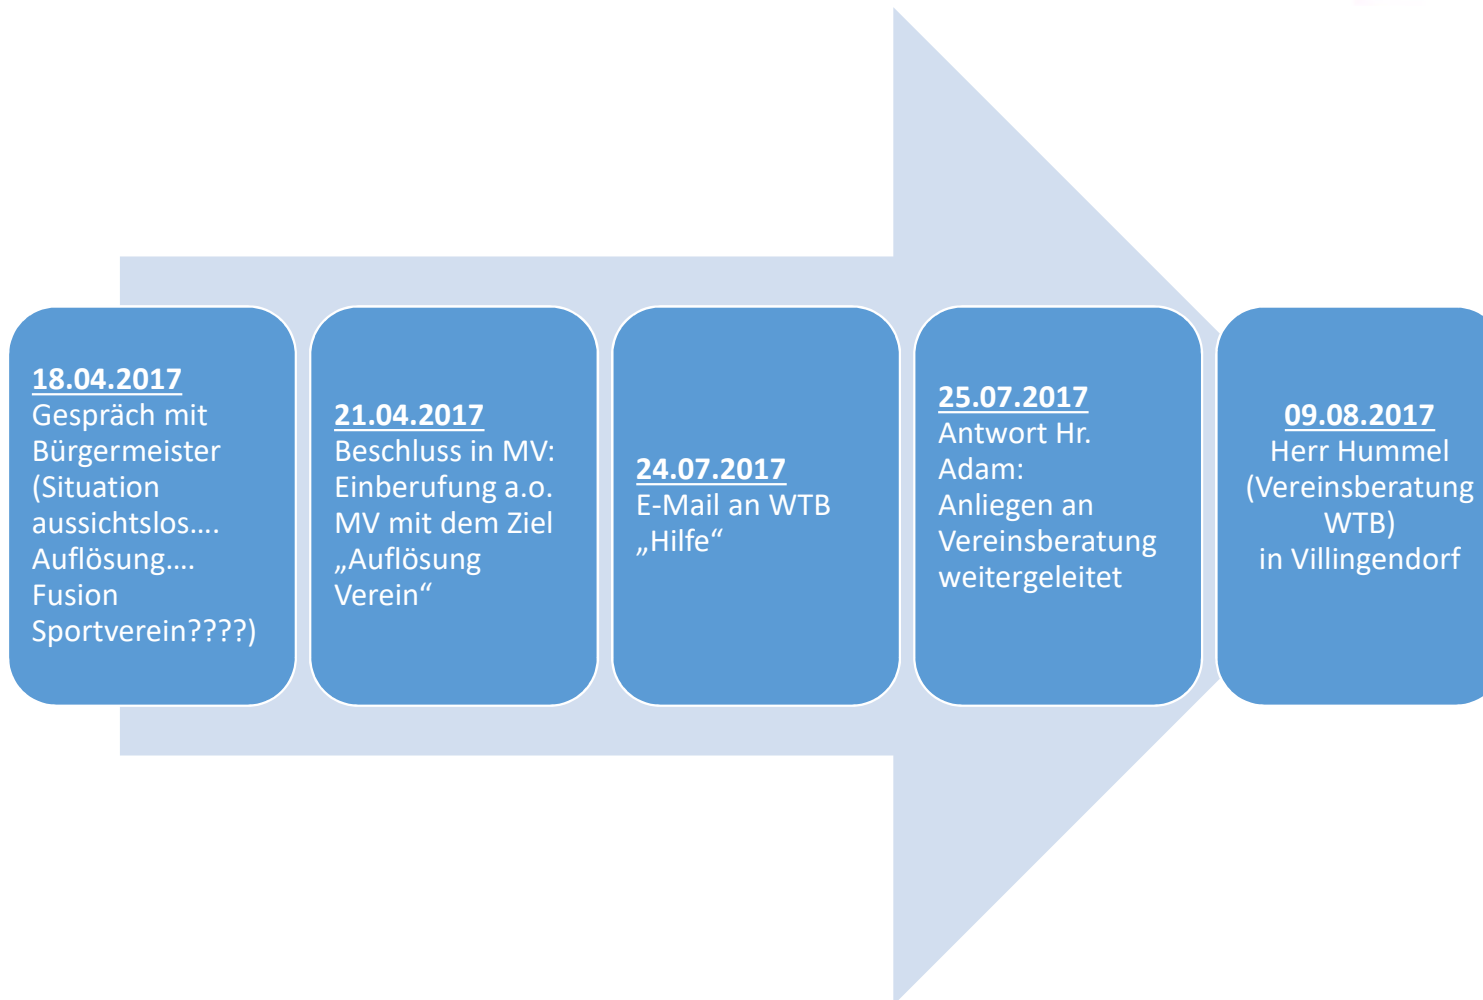 18.04.2017
Gespräch mit
Bürgermeister
(Situation
aussichtslos....
Auflösung....
Fusion
Sportverein????)
21.04.2017
Beschluss in MV:
Einberufung a.o.
MV mit dem Ziel
„Auflösung
Verein“
24.07.2017
E-Mail an WTB
„Hilfe“
25.07.2017
Antwort Hr.
Adam:
Anliegen an
Vereinsberatung
weitergeleitet
09.08.2017
Herr Hummel
(Vereinsberatung
WTB)
in Villingendorf